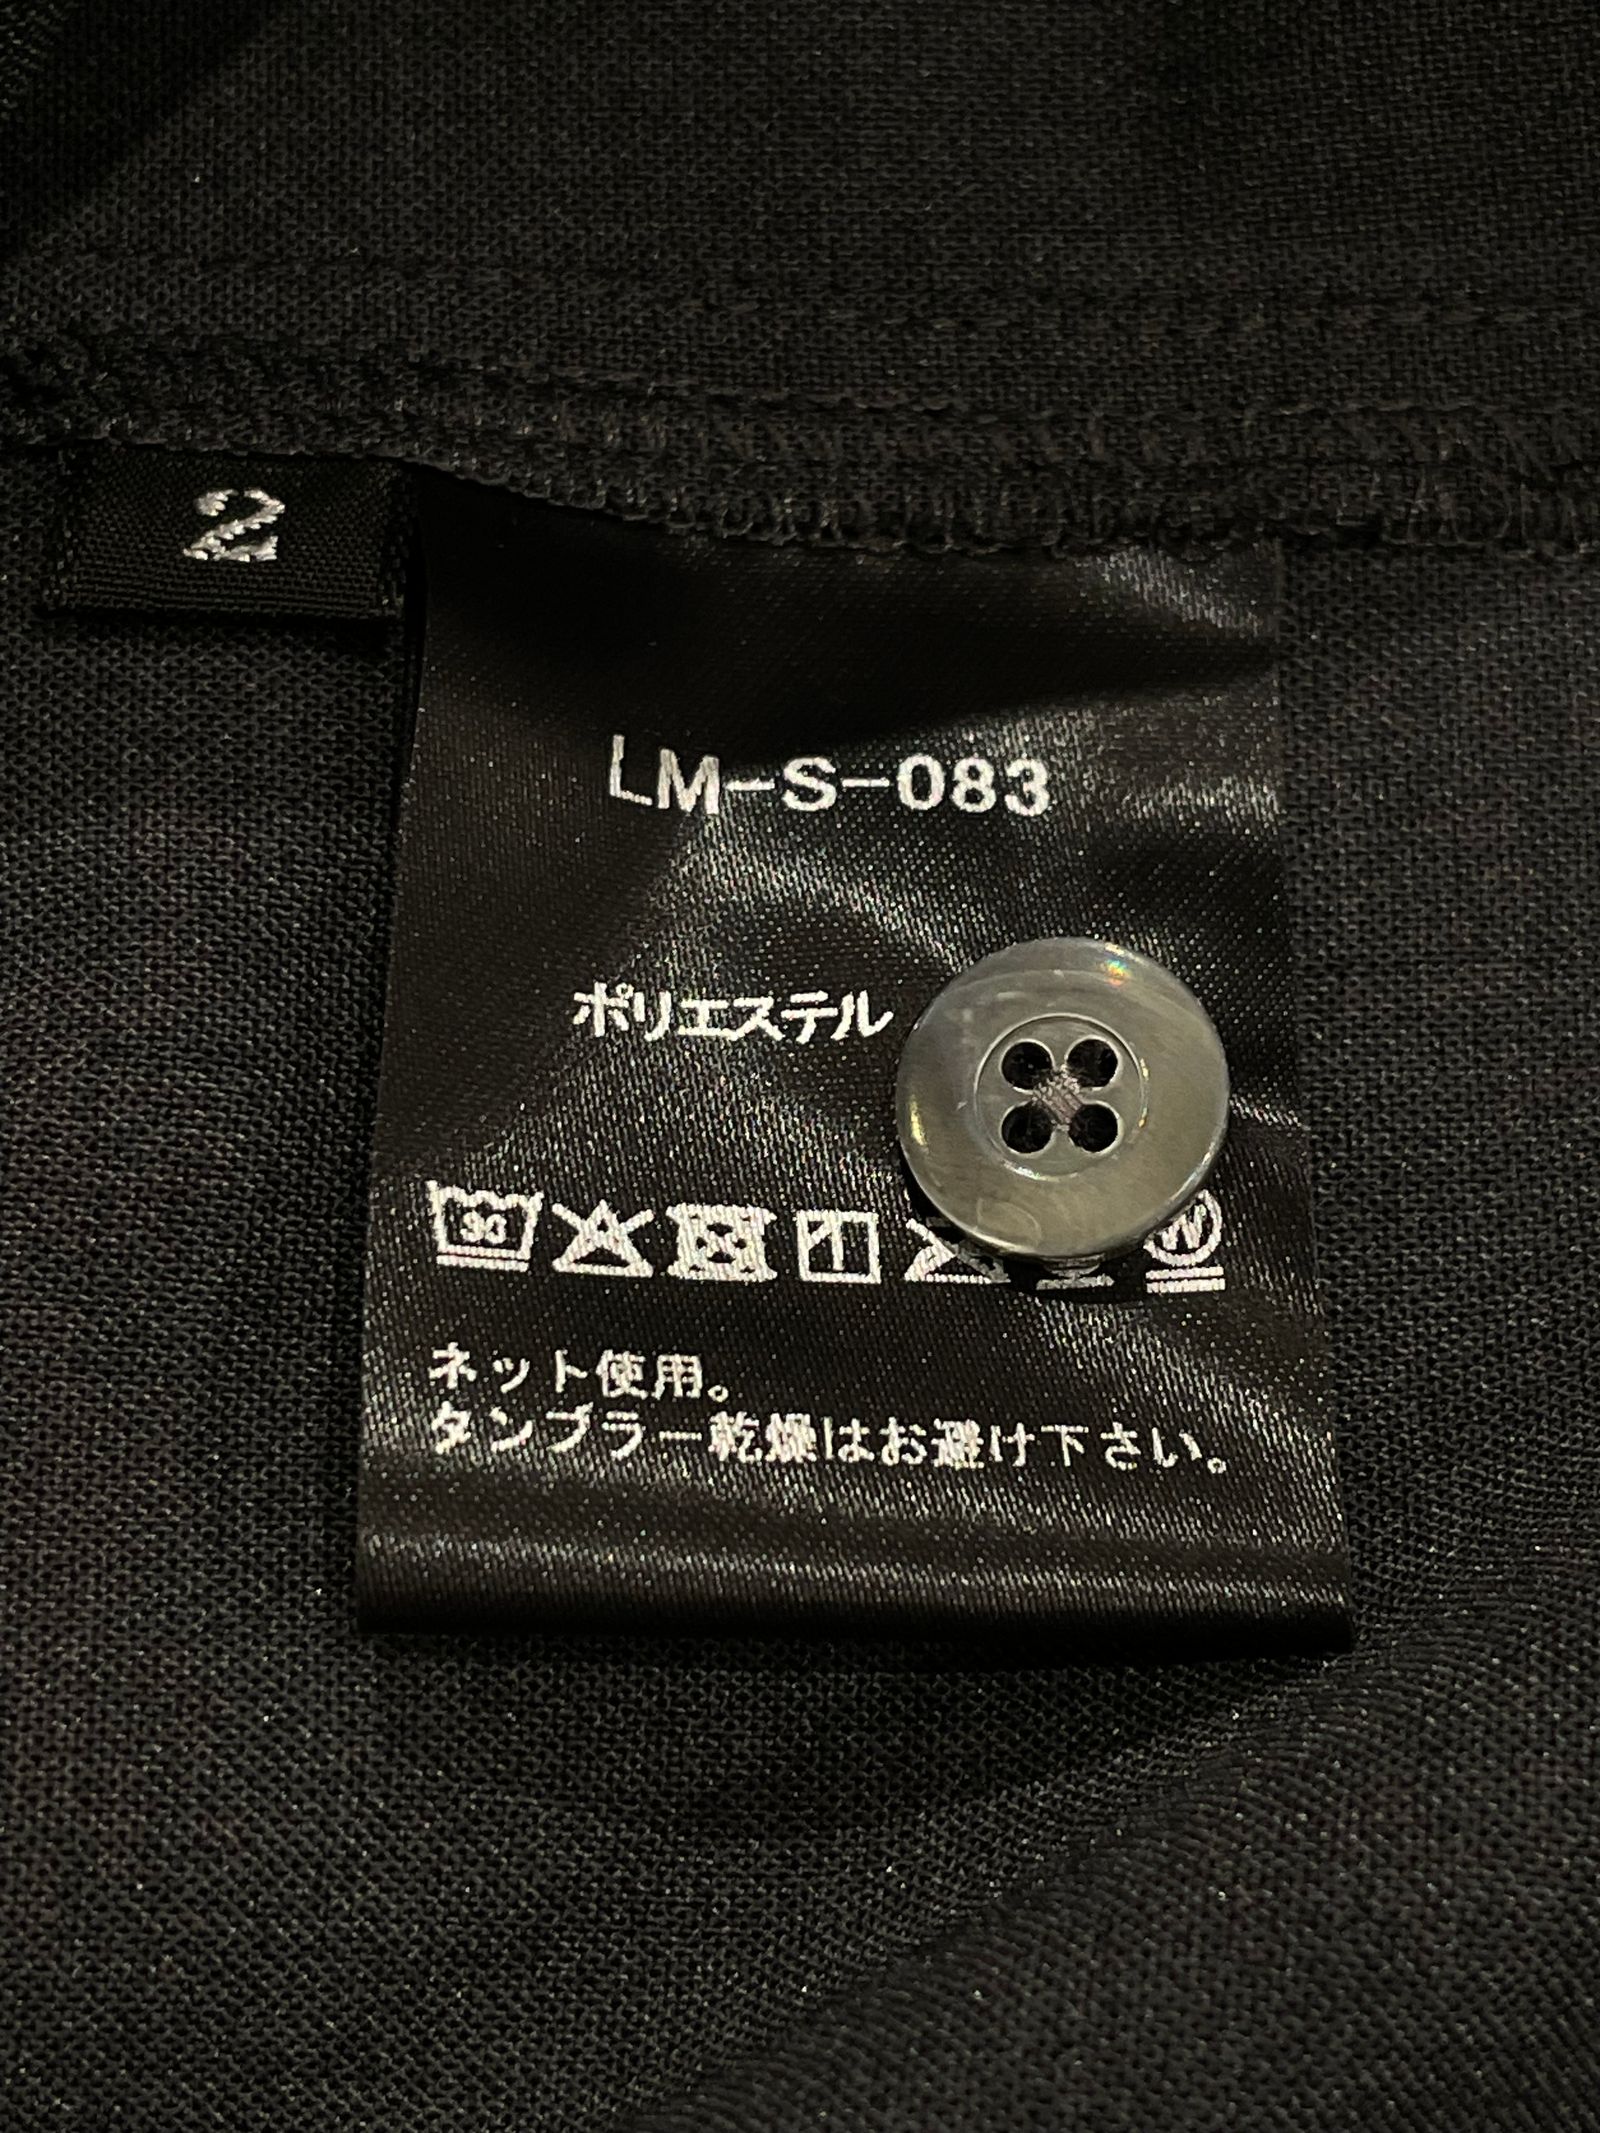 2
LM-S-083
ポリエステル
30
W
ネット使用。
タンブラー乾燥はお避け下さい。